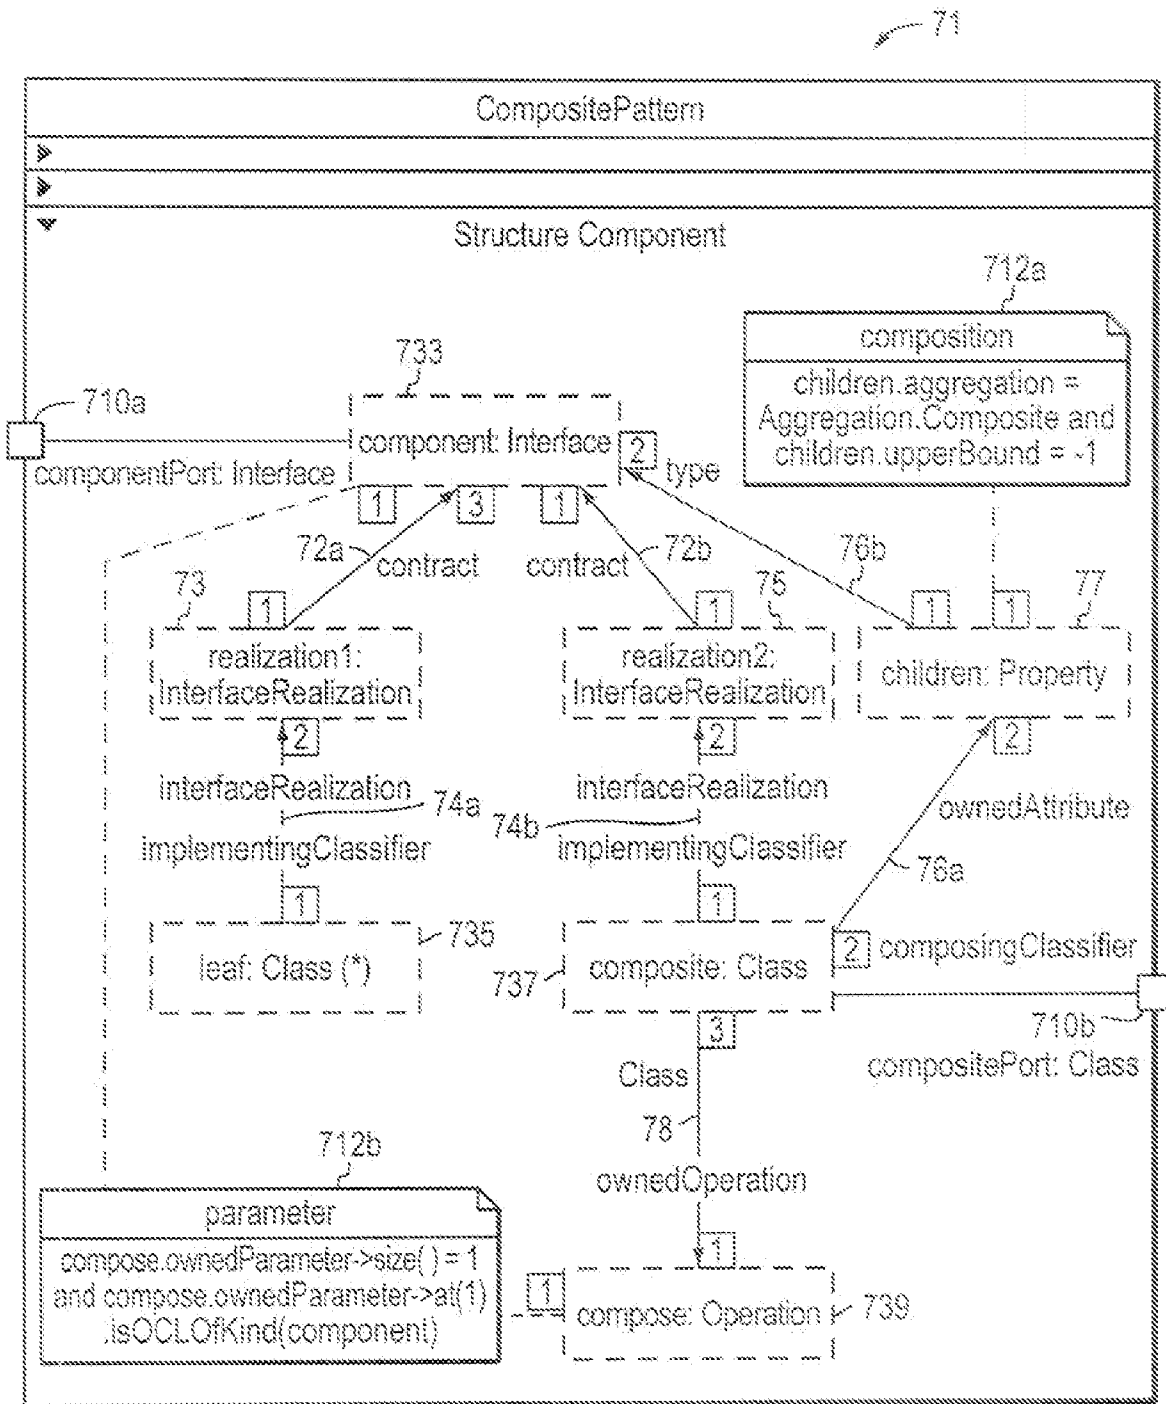 71
CompositePattern
Structure Component
712a
composition
children.aggregation =
Aggregation.Composite and
children.upperBound = -1
733
710a
component: Interface
2
type
componentPort: Interface
1
3
1
72a
contract
contract
72b
76b
73
1
1
75
1
1
77
realization1:
InterfaceRealization
realization2:
InterfaceRealization
children: Property
2
2
2
interfaceRealization
interfaceRealization
ownedAttribute
74a
74b
implementingClassifier
implementingClassifier
76a
1
1
735
2
composingClassifier
leaf: Class (*)
737
composite: Class
710b
3
compositePort: Class
Class
78
712b
ownedOperation
parameter
1
compose.ownedParameter->size( ) = 1
and compose.ownedParameter->at(1)
.isOCLOfKind(component)
1
compose: Operation
739